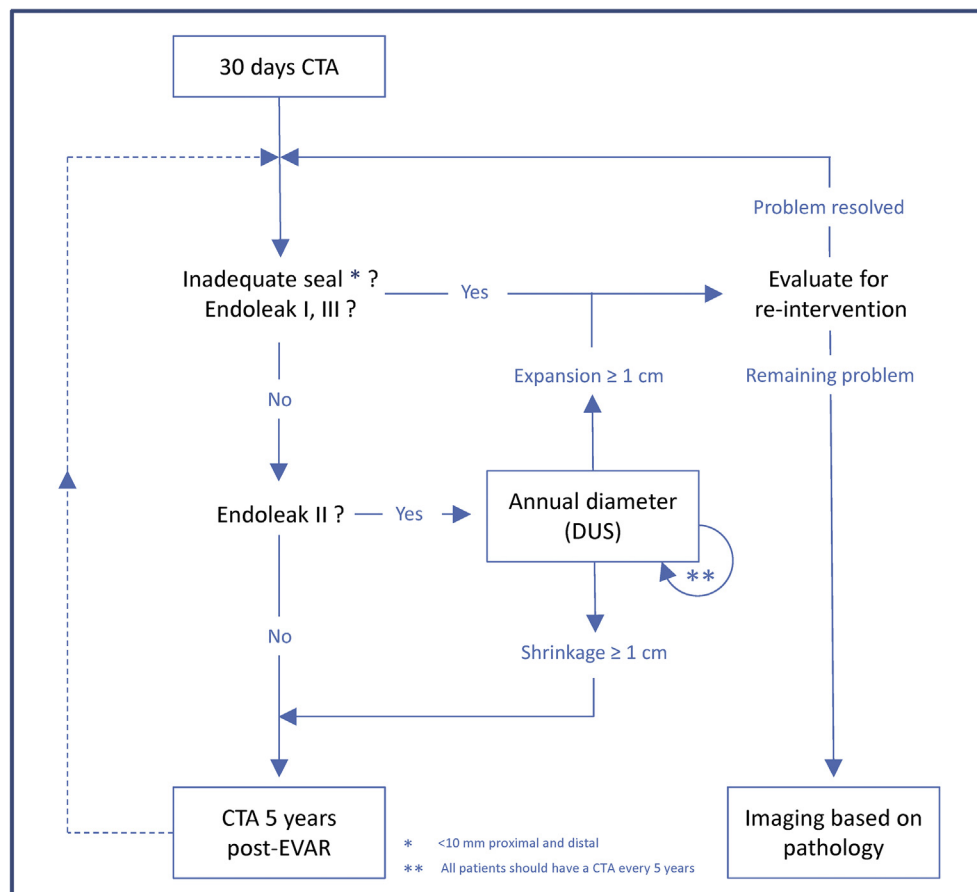 30 days CTA
Problem resolved
Inadequate seal * ?
Endoleak I, III ?
Yes
Evaluate for
re-intervention
Expansion ≥ 1 cm
Remaining problem
No
Endoleak II ?
Yes
Annual diameter
(DUS)
**
No
Shrinkage ≥ 1 cm
CTA 5 years
post-EVAR
Imaging based on
pathology
* <10 mm proximal and distal
** All patients should have a CTA every 5 years